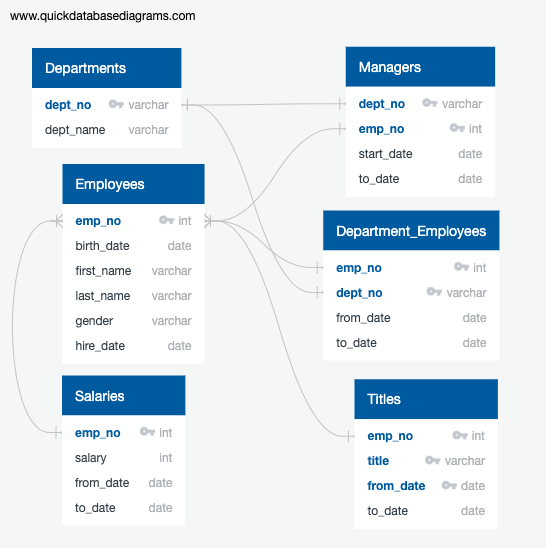 www.quickdatabasediagrams.com
Departments
dept_no varchar
dept_name varchar
Managers
dept_no varchar
emp_no int
start_date date
to_date date
Employees
emp_no int
birth_date date
first_name varchar
last_name varchar
gender varchar
hire_date date
Department_Employees
emp_no int
dept_no varchar
from_date date
to_date date
Salaries
emp_no int
salary int
from_date date
to_date date
Titles
emp_no int
title varchar
from_date date
to_date date